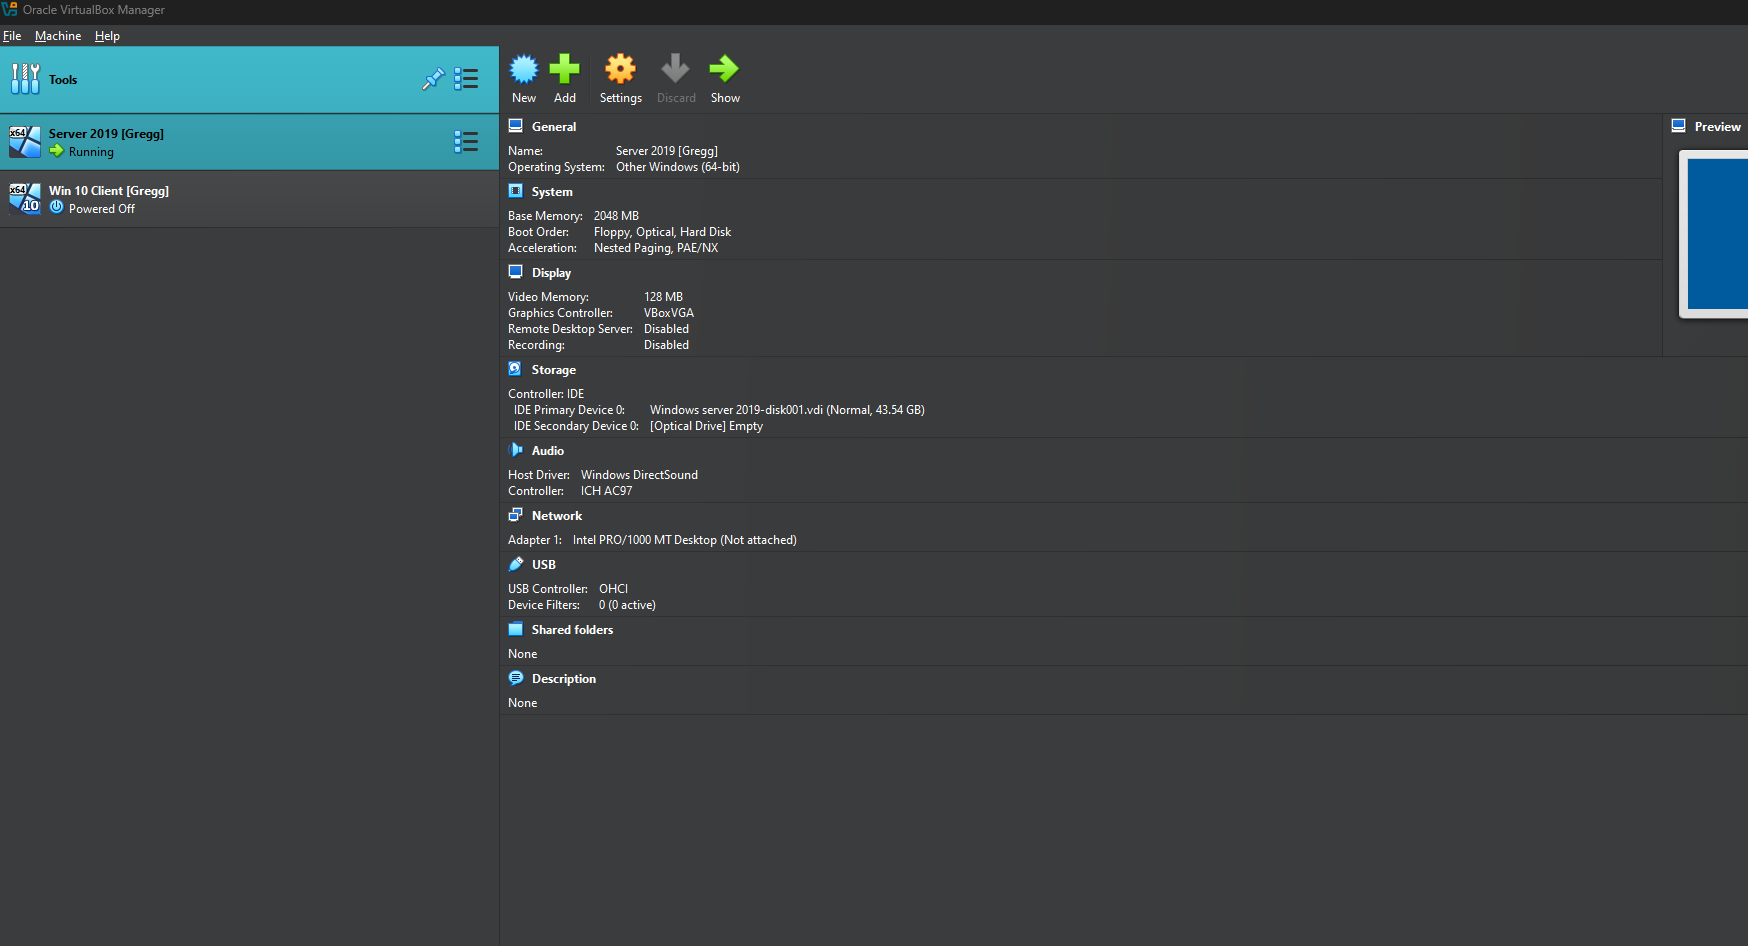 Oracle VirtualBox Manager
File Machine Help
Tools
New Add Settings Discard Show
x64 Server 2019 [Gregg]
Running
x64 10 Win 10 Client [Gregg]
Powered Off
General
Name: Server 2019 [Gregg]
Operating System: Other Windows (64-bit)
System
Base Memory: 2048 MB
Boot Order: Floppy, Optical, Hard Disk
Acceleration: Nested Paging, PAE/NX
Display
Video Memory: 128 MB
Graphics Controller: VBoxVGA
Remote Desktop Server: Disabled
Recording: Disabled
Storage
Controller: IDE
IDE Primary Device 0: Windows server 2019-disk001.vdi (Normal, 43.54 GB)
IDE Secondary Device 0: [Optical Drive] Empty
Audio
Host Driver: Windows DirectSound
Controller: ICH AC97
Network
Adapter 1: Intel PRO/1000 MT Desktop (Not attached)
USB
USB Controller: OHCI
Device Filters: 0 (0 active)
Shared folders
None
Description
None
Preview